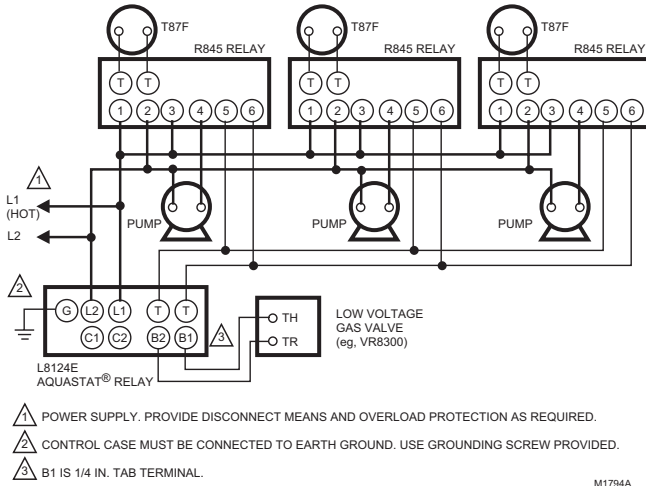 T87F T87F T87F
R845 RELAY R845 RELAY R845 RELAY
T T T T T T
1 2 3 4 5 6 1 2 3 4 5 6 1 2 3 4 5 6
1
L1
(HOT)
L2
PUMP PUMP PUMP
2
G L2 L1 T T
C1 C2 B2 B1
3
TH
TR
LOW VOLTAGE
GAS VALVE
(eg, VR8300)
L8124E
AQUASTAT® RELAY
1 POWER SUPPLY. PROVIDE DISCONNECT MEANS AND OVERLOAD PROTECTION AS REQUIRED.
2 CONTROL CASE MUST BE CONNECTED TO EARTH GROUND. USE GROUNDING SCREW PROVIDED.
3 B1 IS 1/4 IN. TAB TERMINAL.
M1794A